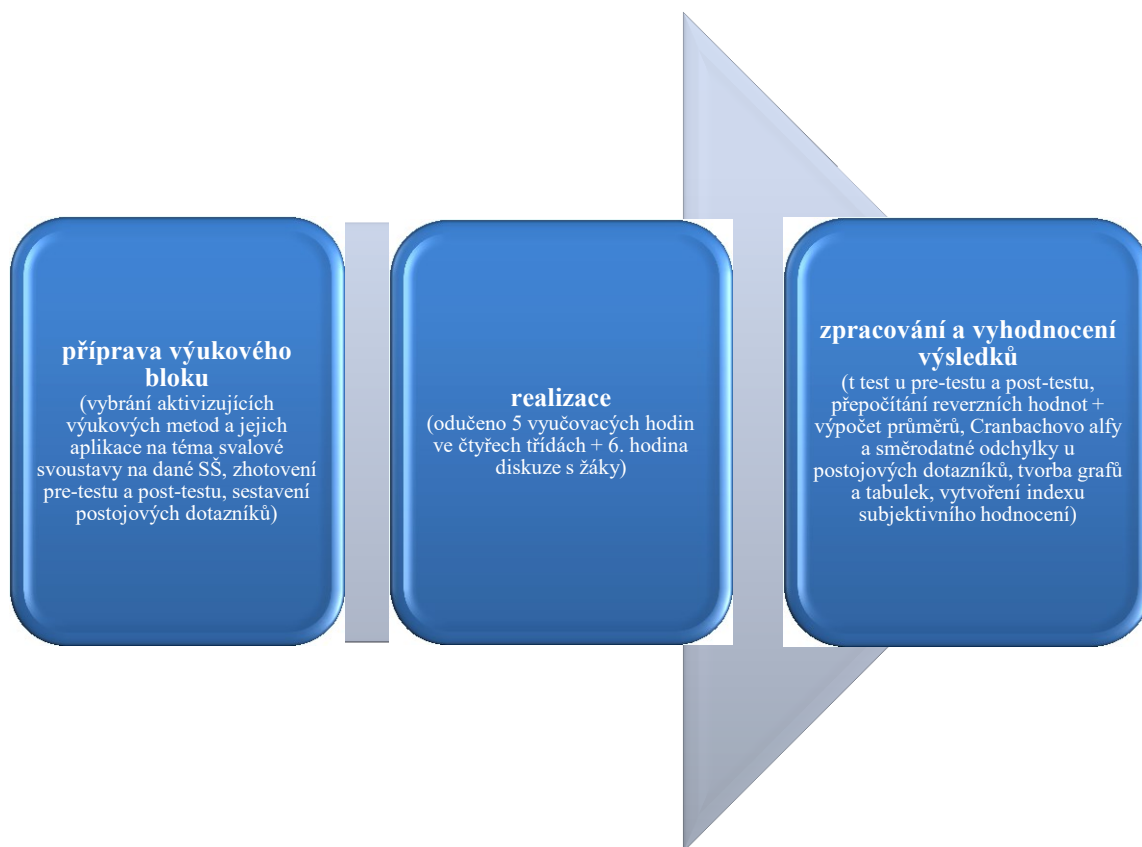 příprava výukového
bloku
(vybrání aktivizujících
výukových metod a jejich
aplikace na téma svalové
svoustavy na dané SŠ, zhotovení
pre-testu a post-testu, sestavení
postojových dotazníků)
realizace
(odučeno 5 vyučovacých hodin
ve čtyřech třídách + 6. hodina
diskuze s žáky)
zpracování a vyhodnocení
výsledků
(t test u pre-testu a post-testu,
přepočítání reverzních hodnot +
výpočet průměrů, Cranbachovo alfy
a směrodatné odchylky u
postojových dotazníků, tvorba grafů
a tabulek, vytvoření indexu
subjektivního hodnocení)